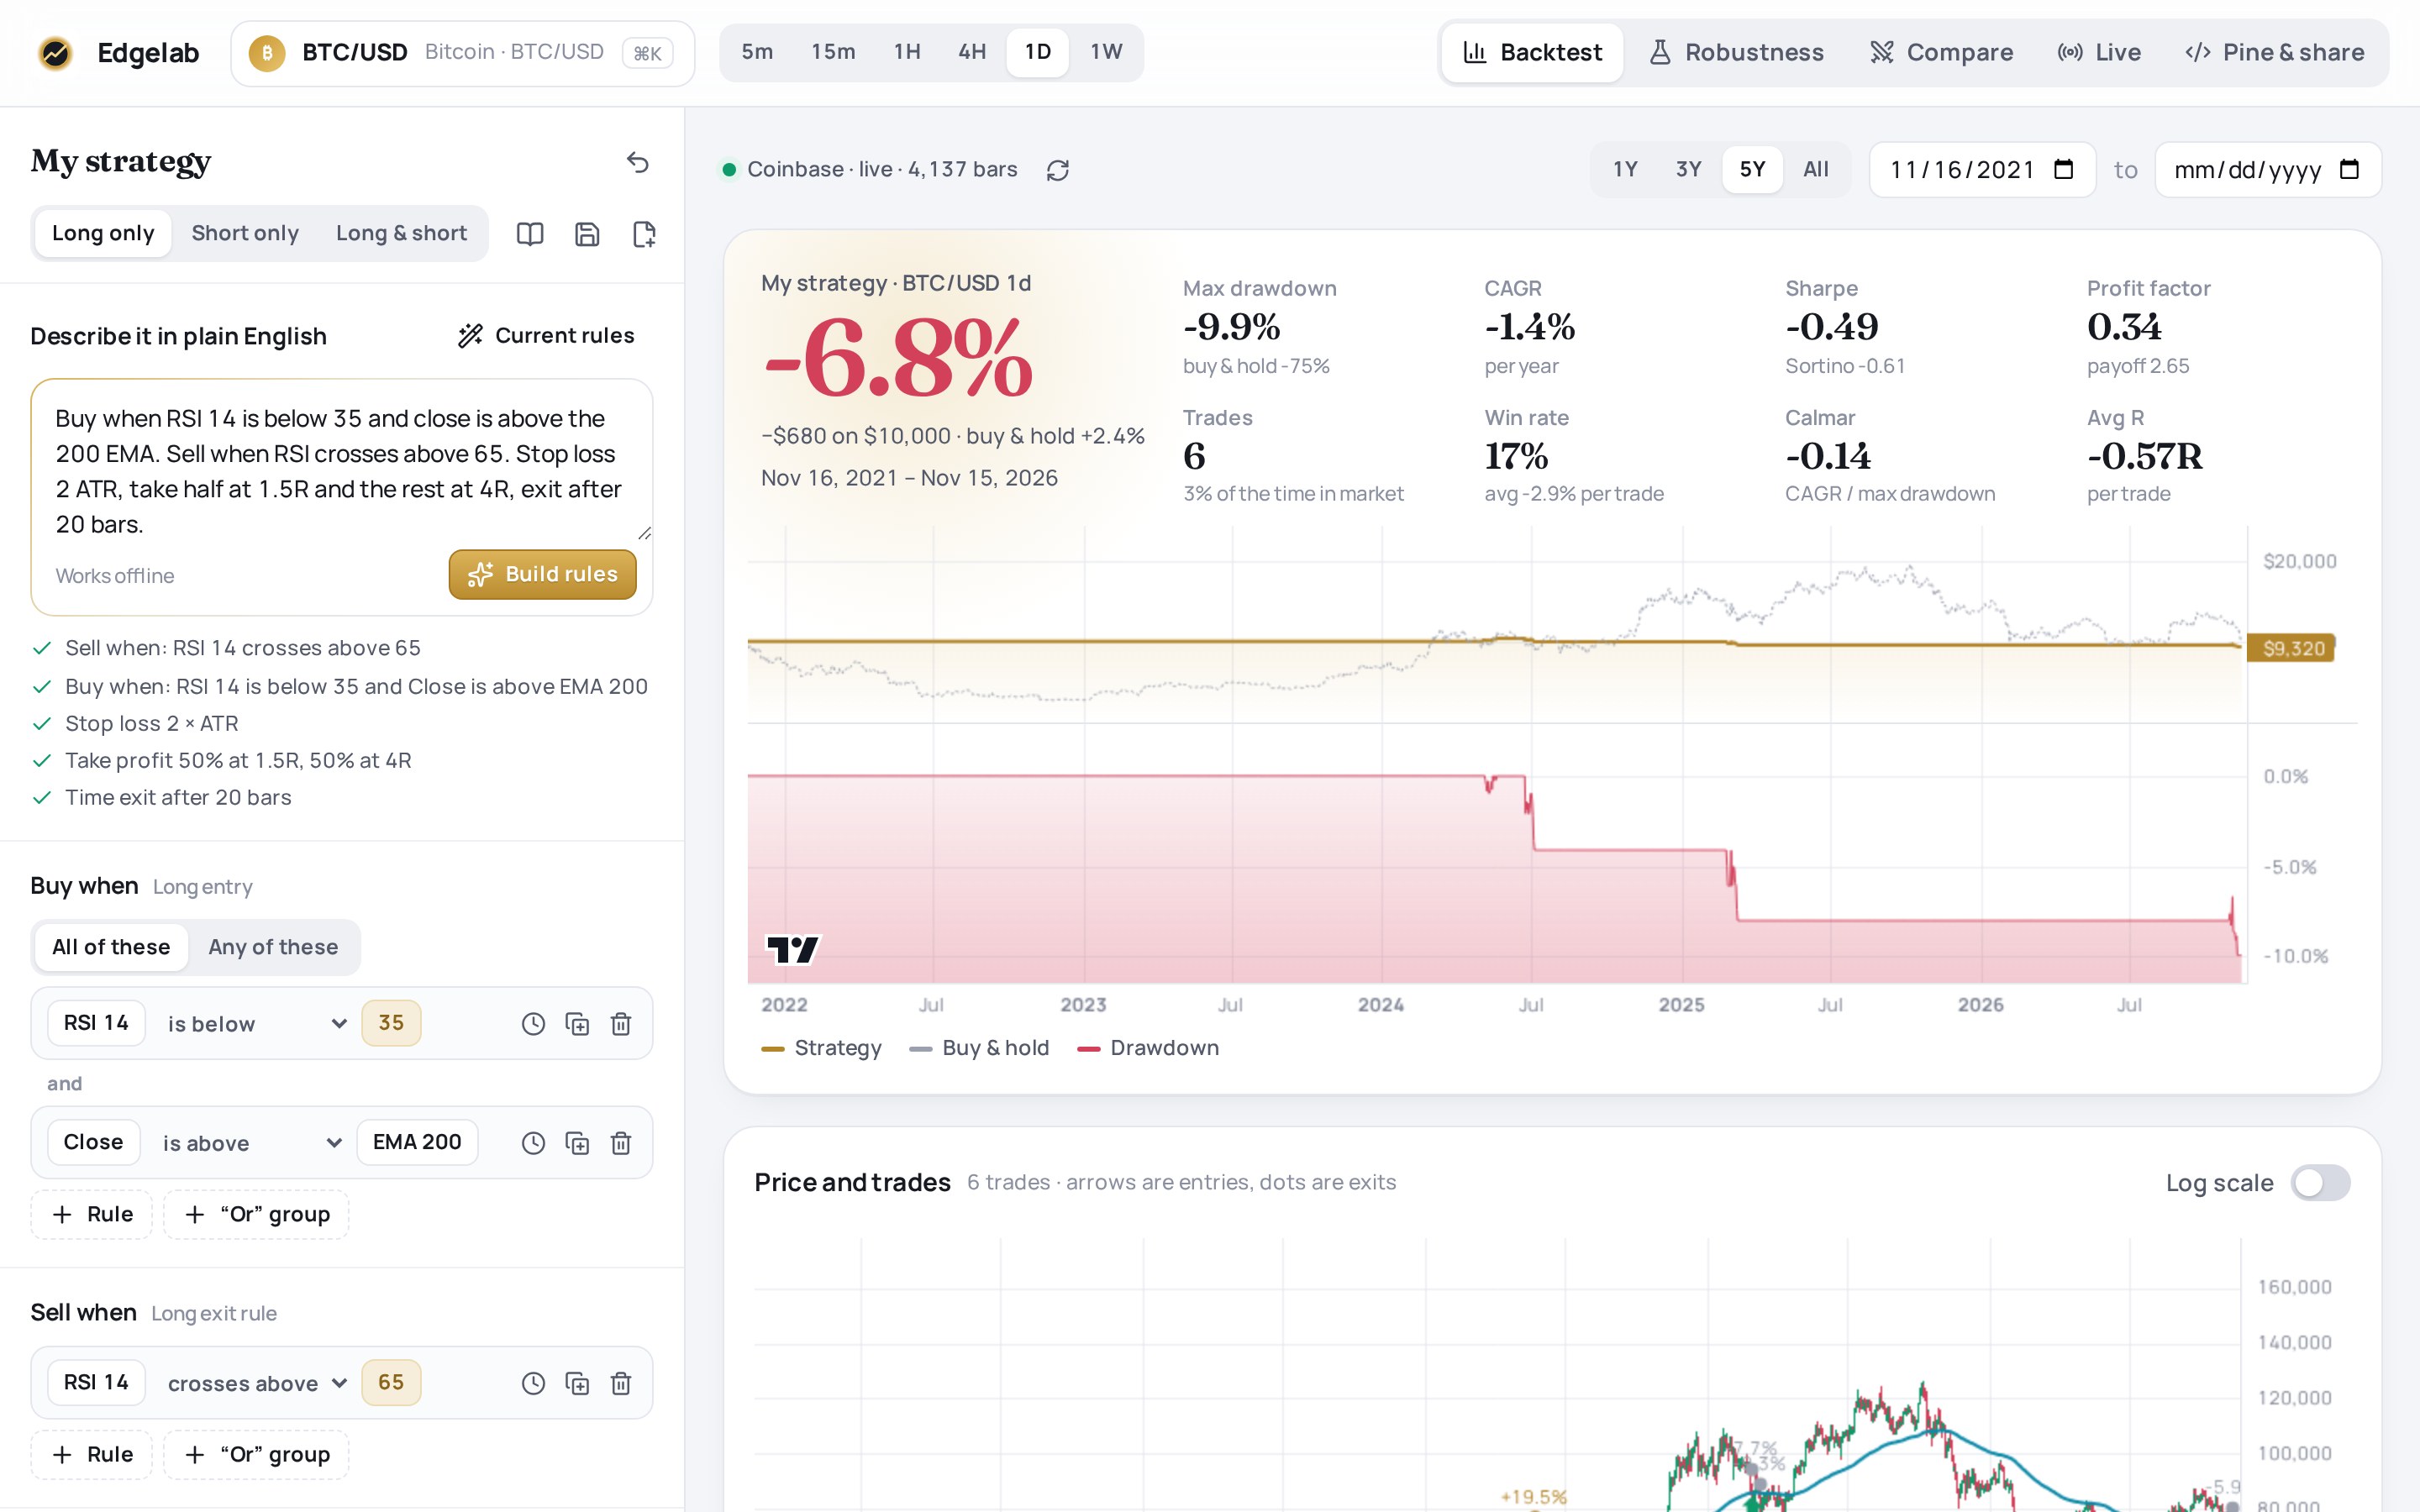 Edgelab
BTC/USD Bitcoin · BTC/USD ⌘K
5m 15m 1H 4H 1D 1W
Backtest Robustness Compare Live Pine & share
My strategy
Long only Short only Long & short
Describe it in plain English Current rules
Buy when RSI 14 is below 35 and close is above the
200 EMA. Sell when RSI crosses above 65. Stop loss
2 ATR, take half at 1.5R and the rest at 4R, exit after
20 bars.
Works offline Build rules
Sell when: RSI 14 crosses above 65
Buy when: RSI 14 is below 35 and Close is above EMA 200
Stop loss 2 × ATR
Take profit 50% at 1.5R, 50% at 4R
Time exit after 20 bars
Buy when Long entry
All of these Any of these
RSI 14 is below 35
and
Close is above EMA 200
+ Rule + “Or” group
Sell when Long exit rule
RSI 14 crosses above 65
+ Rule + “Or” group
Coinbase · live · 4,137 bars
1Y 3Y 5Y All 11/16/2021 to mm/dd/yyyy
My strategy · BTC/USD 1d
-6.8%
−$680 on $10,000 · buy & hold +2.4%
Nov 16, 2021 – Nov 15, 2026
Max drawdown
-9.9%
buy & hold -75%
CAGR
-1.4%
per year
Sharpe
-0.49
Sortino -0.61
Profit factor
0.34
payoff 2.65
Trades
6
3% of the time in market
Win rate
17%
avg -2.9% per trade
Calmar
-0.14
CAGR / max drawdown
Avg R
-0.57R
per trade
$20,000
$9,320
0.0%
-5.0%
-10.0%
2022 Jul 2023 Jul 2024 Jul 2025 Jul 2026 Jul
Strategy Buy & hold Drawdown
Price and trades 6 trades · arrows are entries, dots are exits Log scale
160,000
140,000
120,000
100,000
80,000
+19.5%
-5.9